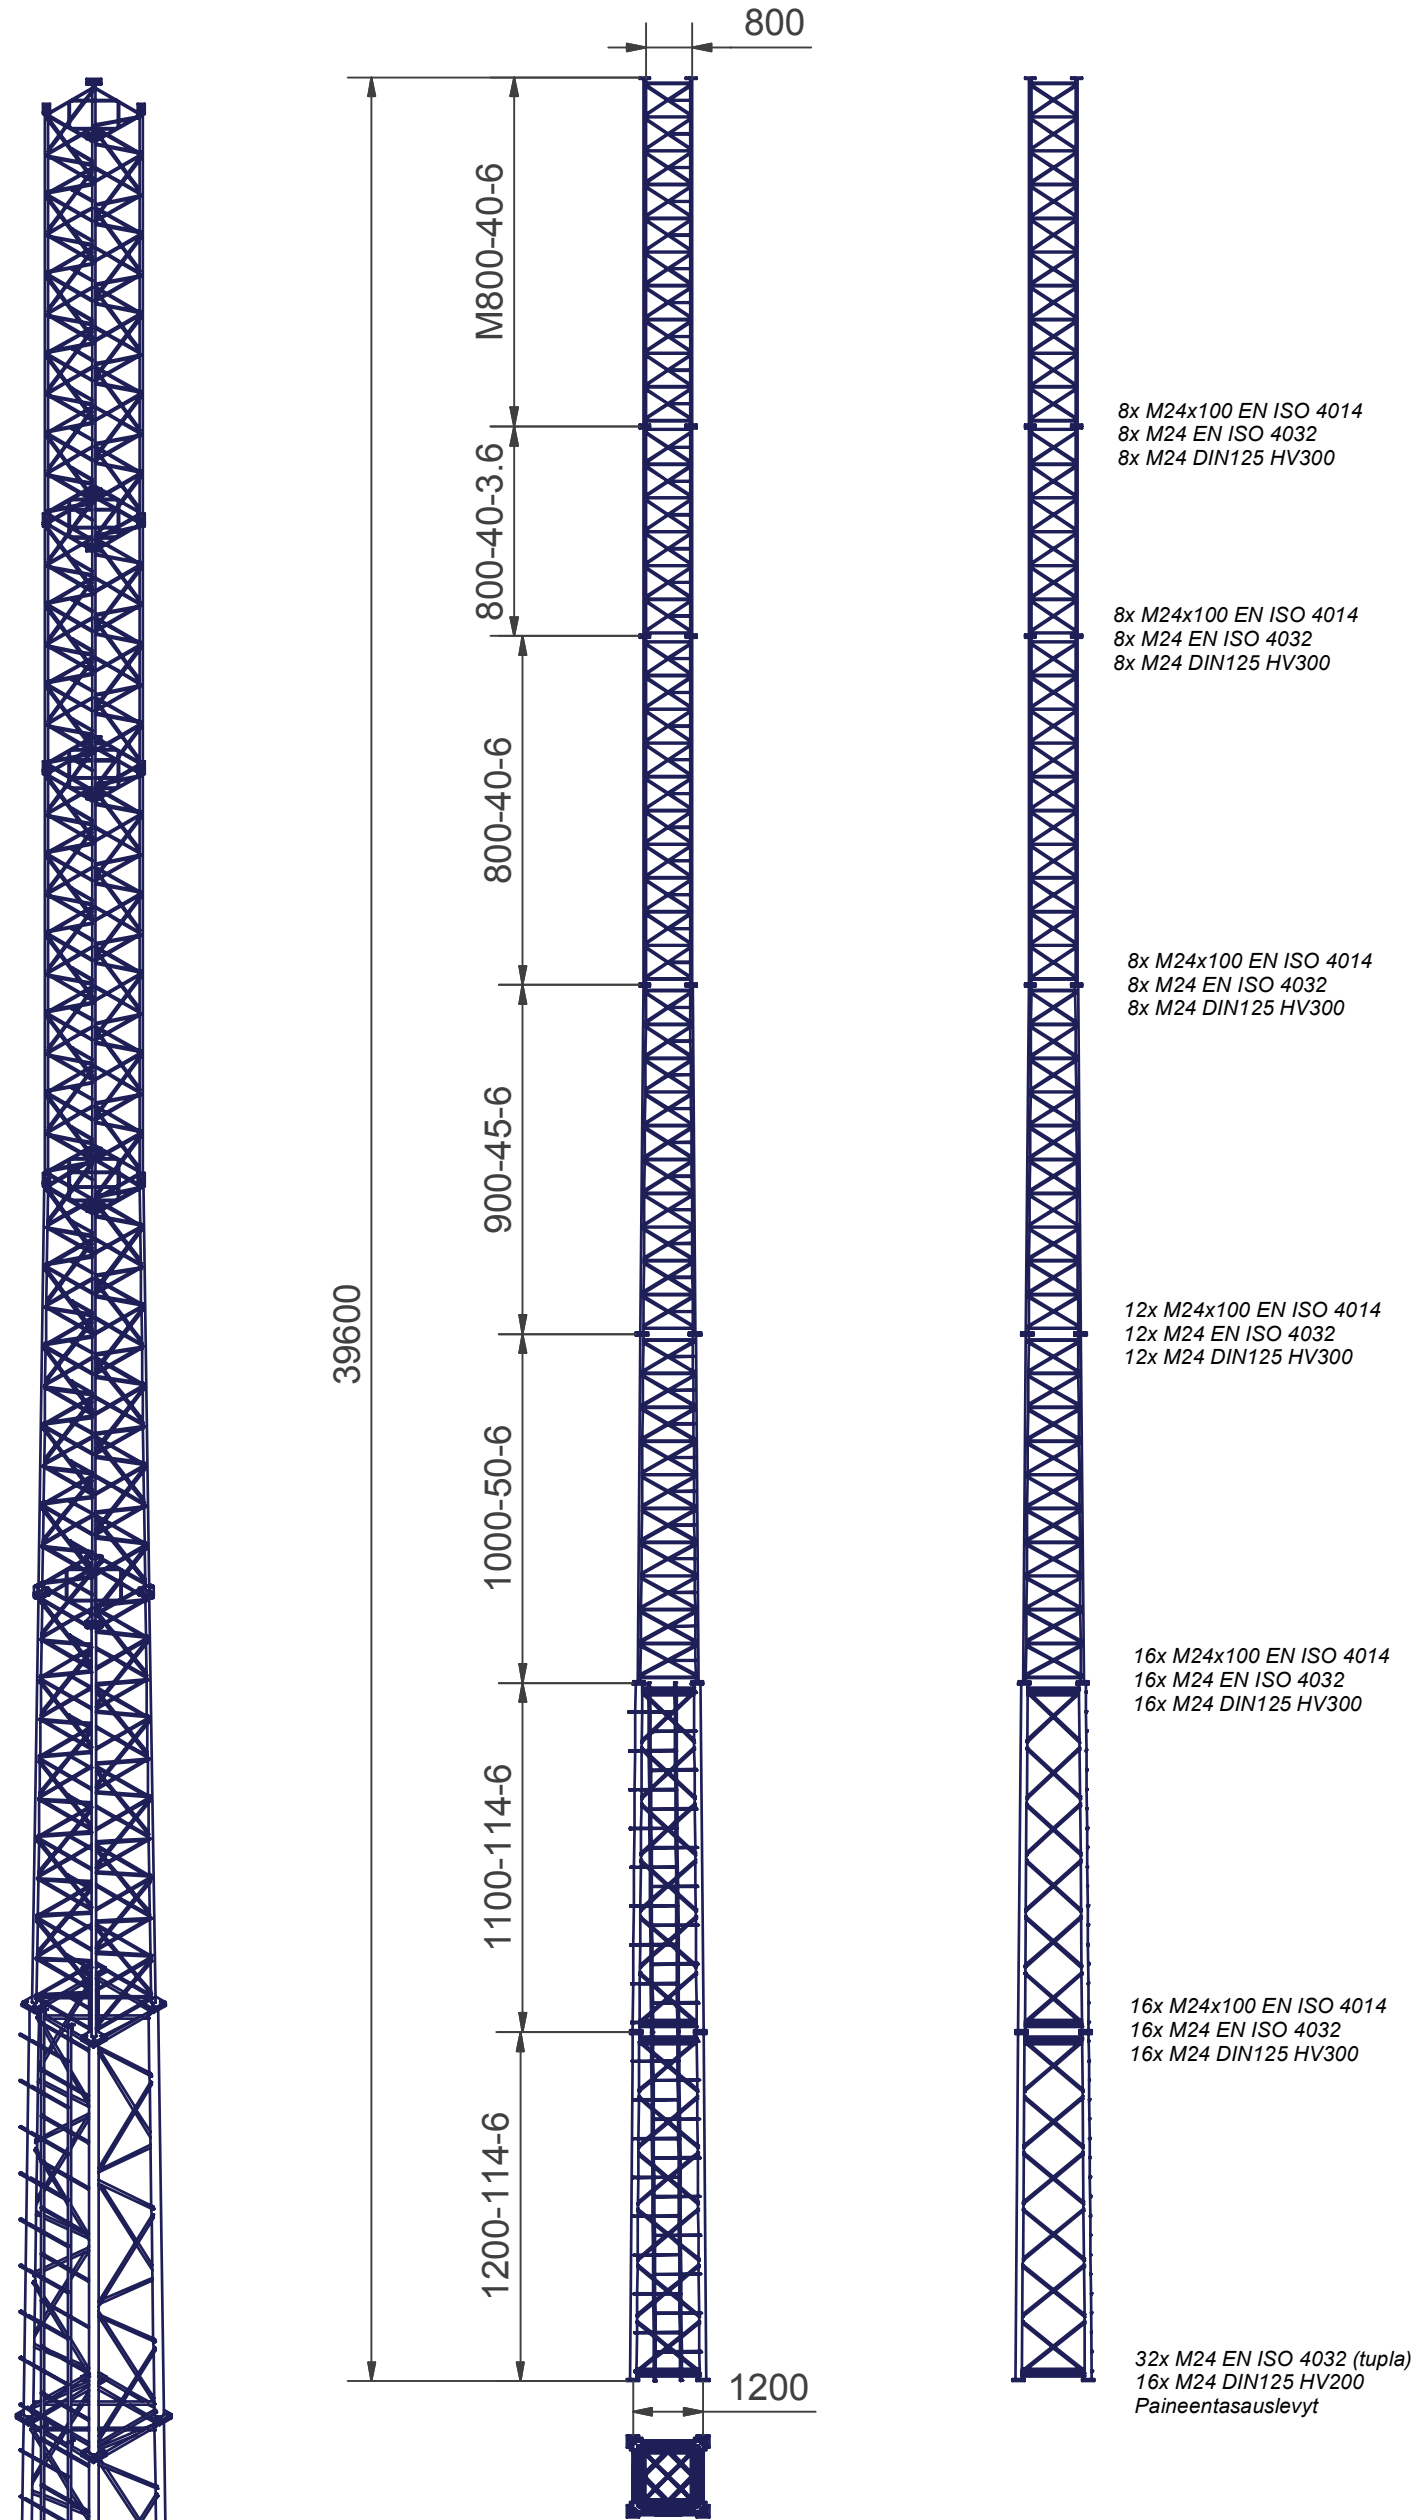 800
M800-40-6
8x M24x100 EN ISO 4014
8x M24 EN ISO 4032
8x M24 DIN125 HV300
800-40-3.6
8x M24x100 EN ISO 4014
8x M24 EN ISO 4032
8x M24 DIN125 HV300
800-40-6
8x M24x100 EN ISO 4014
8x M24 EN ISO 4032
8x M24 DIN125 HV300
900-45-6
39600
12x M24x100 EN ISO 4014
12x M24 EN ISO 4032
12x M24 DIN125 HV300
1000-50-6
16x M24x100 EN ISO 4014
16x M24 EN ISO 4032
16x M24 DIN125 HV300
1100-114-6
16x M24x100 EN ISO 4014
16x M24 EN ISO 4032
16x M24 DIN125 HV300
1200-114-6
32x M24 EN ISO 4032 (tupla)
16x M24 DIN125 HV200
Paineentasauslevyt
1200